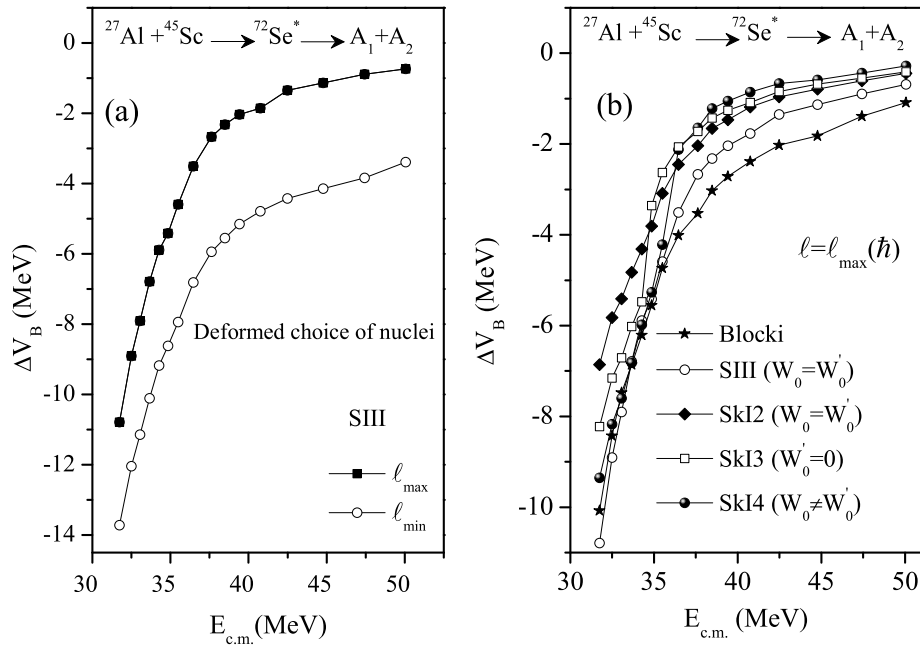 ²⁷Al +⁴⁵Sc → ⁷²Se* → A₁+A₂
(a)
0
-2
-4
-6
-8
-10
-12
-14
ΔV_B (MeV)
Deformed choice of nuclei
SIII
ℓ_max
ℓ_min
30 35 40 45 50
E_c.m. (MeV)
²⁷Al +⁴⁵Sc → ⁷²Se* → A₁+A₂
(b)
0
-2
-4
-6
-8
-10
ΔV_B (MeV)
ℓ=ℓ_max(ℏ)
Blocki
SIII (W₀=W₀')
SkI2 (W₀=W₀')
SkI3 (W₀'=0)
SkI4 (W₀≠W₀')
30 35 40 45 50
E_c.m. (MeV)